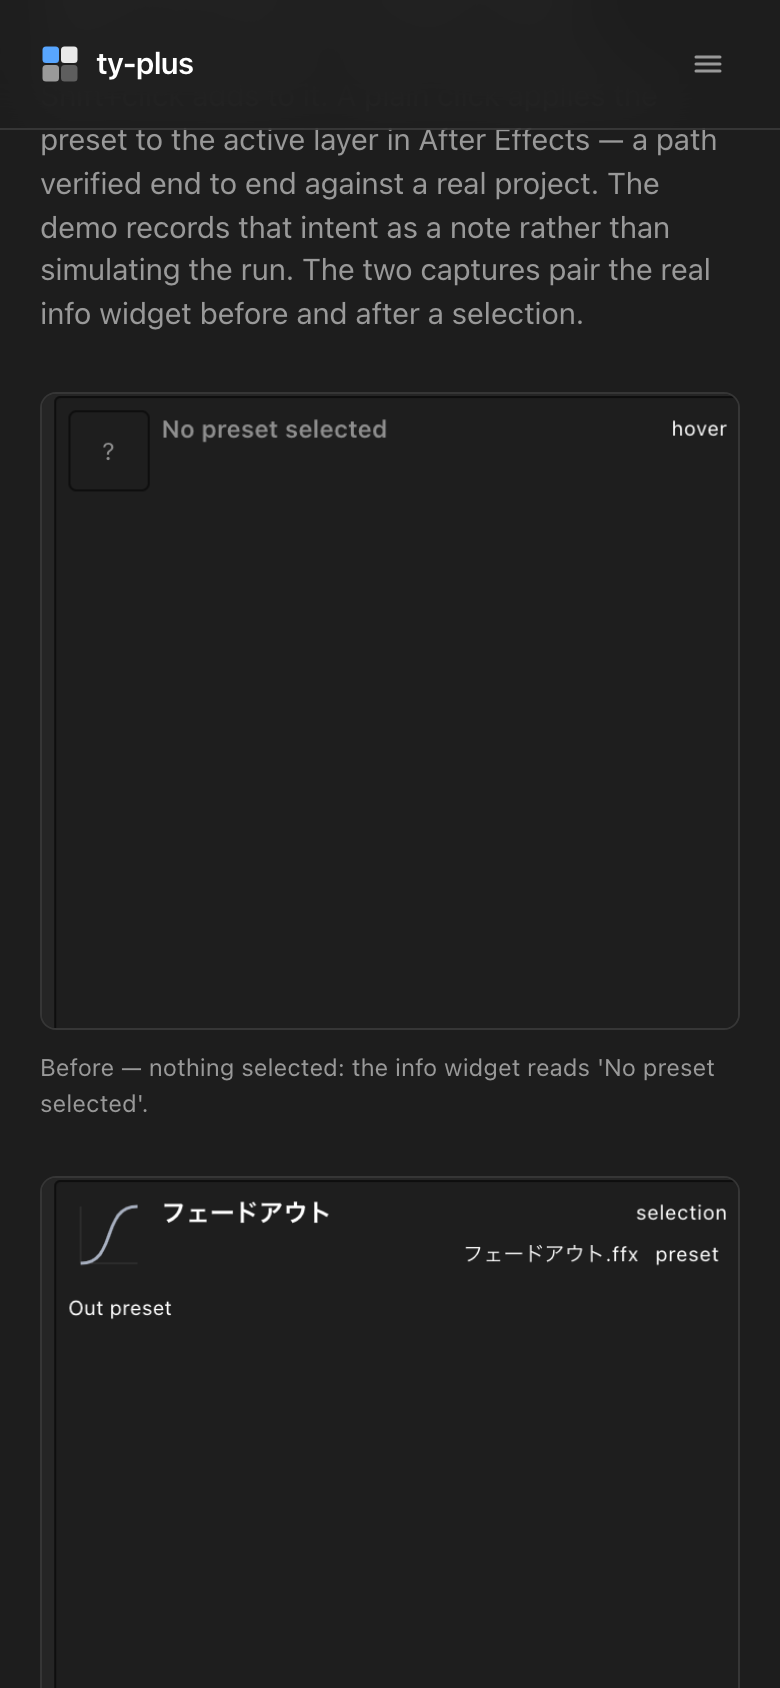 ty-plus
preset to the active layer in After Effects — a path
verified end to end against a real project. The
demo records that intent as a note rather than
simulating the run. The two captures pair the real
info widget before and after a selection.
? No preset selected hover
Before — nothing selected: the info widget reads 'No preset
selected'.
フェードアウト selection
フェードアウト.ffx preset
Out preset